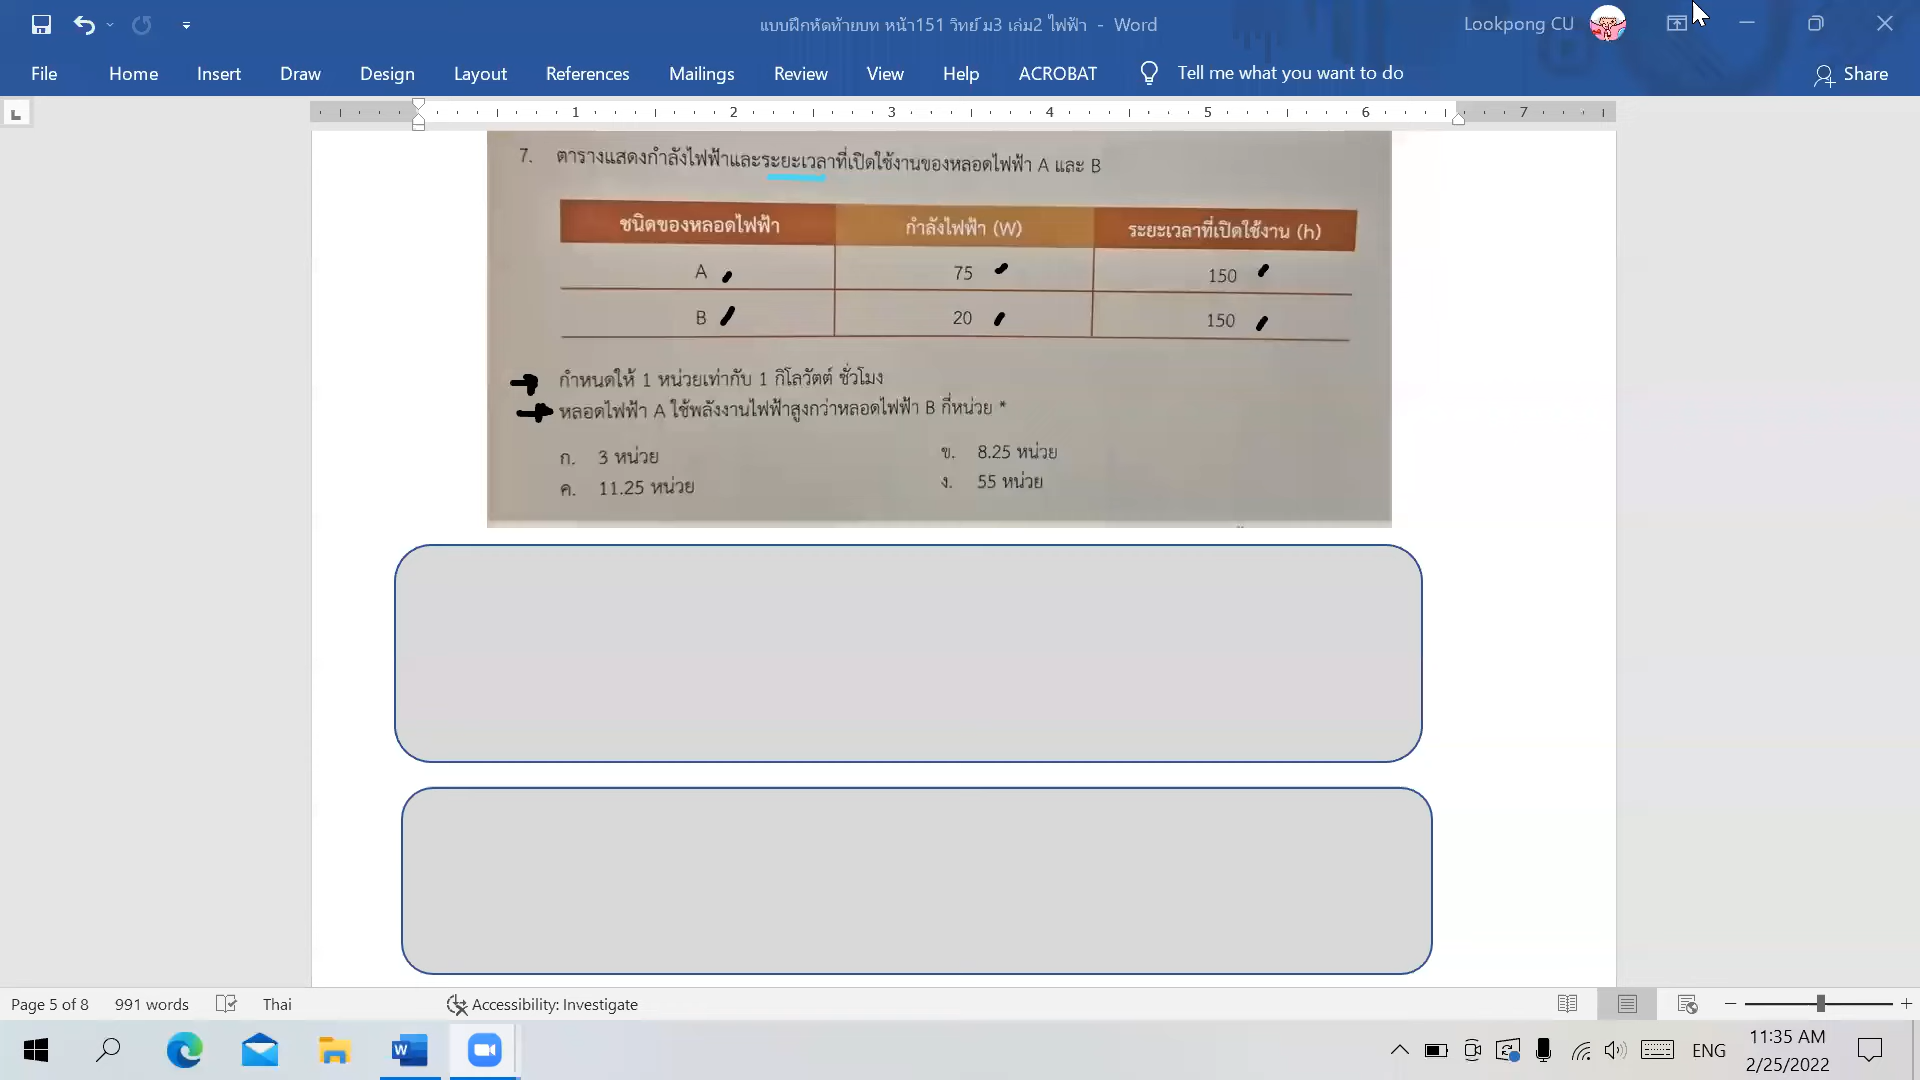 แบบฝึกหัดท้ายบท หน้า151 วิทย์ ม3 เล่ม2 ไฟฟ้า - Word
Lookpong CU
File Home Insert Draw Design Layout References Mailings Review View Help ACROBAT Tell me what you want to do Share
1 2 3 4 5 6 7
7. ตารางแสดงกำลังไฟฟ้าและระยะเวลาที่เปิดใช้งานของหลอดไฟฟ้า A และ B
ชนิดของหลอดไฟฟ้า กำลังไฟฟ้า (W) ระยะเวลาที่เปิดใช้งาน (h)
A 75 150
B 20 150
กำหนดให้ 1 หน่วยเท่ากับ 1 กิโลวัตต์ ชั่วโมง
หลอดไฟฟ้า A ใช้พลังงานไฟฟ้าสูงกว่าหลอดไฟฟ้า B กี่หน่วย *
ก. 3 หน่วย ข. 8.25 หน่วย
ค. 11.25 หน่วย ง. 55 หน่วย
Page 5 of 8 991 words Thai Accessibility: Investigate
ENG
11:35 AM
2/25/2022